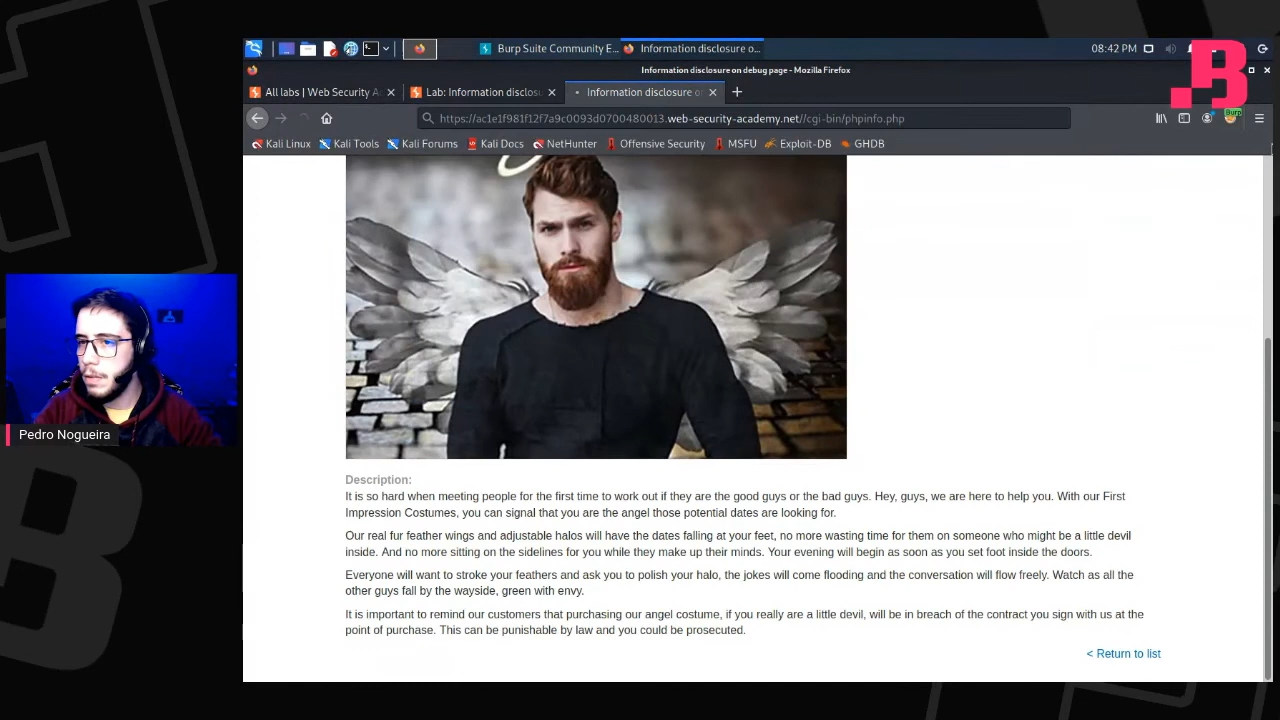 Burp Suite Community E...
Information disclosure o...
08:42 PM
Information disclosure on debug page - Mozilla Firefox
All labs | Web Security A
Lab: Information disclosu
Information disclosure o
https://ac1e1f981f12f7a9c0093d0700480013.web-security-academy.net//cgi-bin/phpinfo.php
Burp
Kali Linux
Kali Tools
Kali Forums
Kali Docs
NetHunter
Offensive Security
MSFU
Exploit-DB
GHDB
Description:
It is so hard when meeting people for the first time to work out if they are the good guys or the bad guys. Hey, guys, we are here to help you. With our First
Impression Costumes, you can signal that you are the angel those potential dates are looking for.
Our real fur feather wings and adjustable halos will have the dates falling at your feet, no more wasting time for them on someone who might be a little devil
inside. And no more sitting on the sidelines for you while they make up their minds. Your evening will begin as soon as you set foot inside the doors.
Everyone will want to stroke your feathers and ask you to polish your halo, the jokes will come flooding and the conversation will flow freely. Watch as all the
other guys fall by the wayside, green with envy.
It is important to remind our customers that purchasing our angel costume, if you really are a little devil, will be in breach of the contract you sign with us at the
point of purchase. This can be punishable by law and you could be prosecuted.
< Return to list
Pedro Nogueira